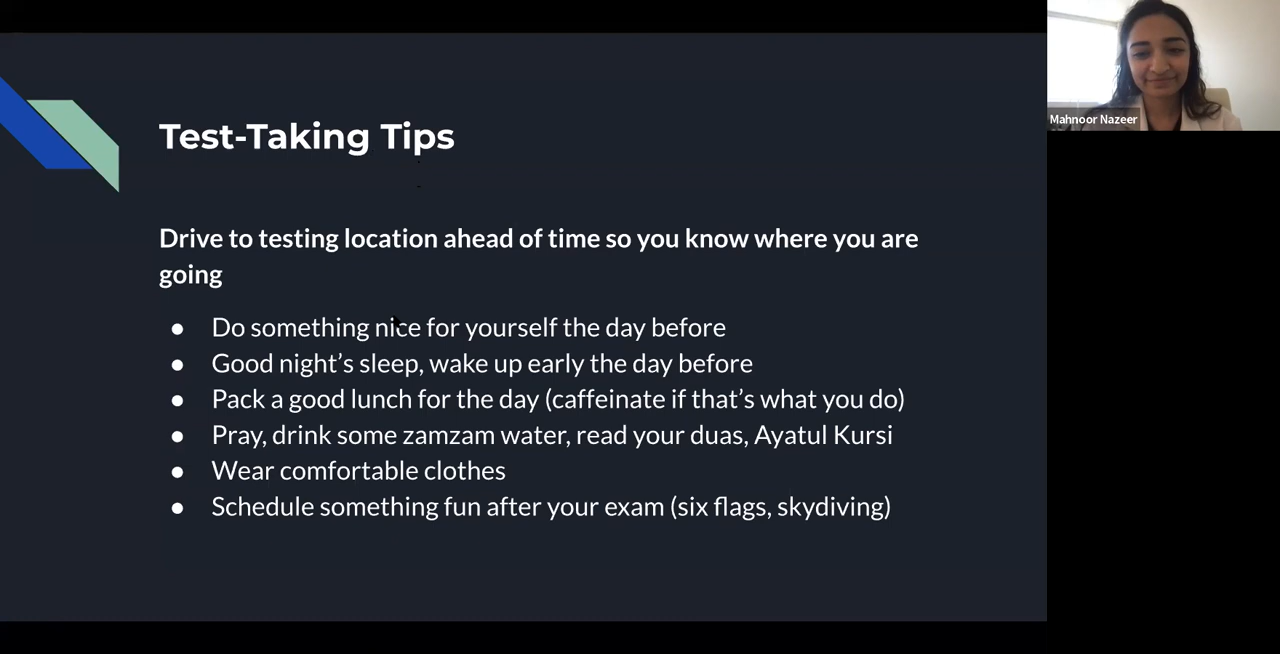 Test-Taking Tips
Mahnoor Nazeer
Drive to testing location ahead of time so you know where you are
going
● Do something nice for yourself the day before
● Good night’s sleep, wake up early the day before
● Pack a good lunch for the day (caffeinate if that’s what you do)
● Pray, drink some zamzam water, read your duas, Ayatul Kursi
● Wear comfortable clothes
● Schedule something fun after your exam (six flags, skydiving)